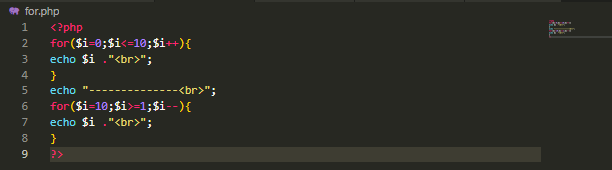 for.php
1 <?php
2 for($i=0;$i<=10;$i++){
3 echo $i ."<br>";
4 }
5 echo "--------------<br>";
6 for($i=10;$i>=1;$i--){
7 echo $i ."<br>";
8 }
9 ?>